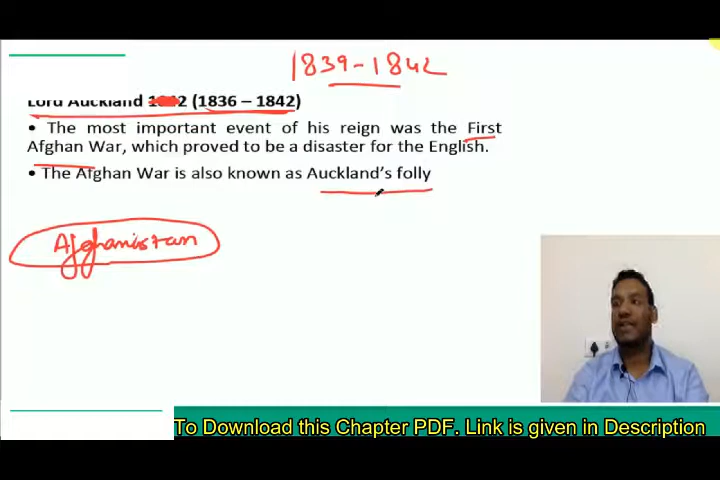 1839-1842
Lord Auckland 2 (1836 – 1842)
• The most important event of his reign was the First
Afghan War, which proved to be a disaster for the English.
• The Afghan War is also known as Auckland's folly
Afghanistan
To Download this Chapter PDF. Link is given in Description